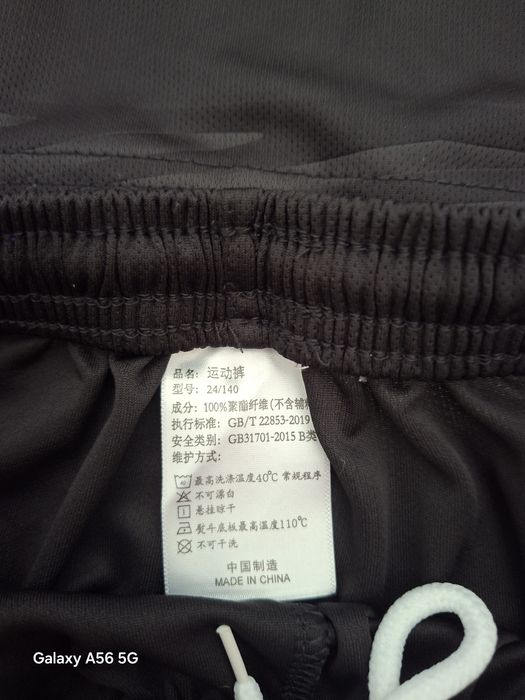 品名: 运动裤
型号: 24/140
成分: 100%聚酯纤维(不含辅
执行标准: GB/T 22853-2019
安全类别: GB31701-2015 B类
维护方式:
40 最高洗涤温度40℃ 常规程序
不可漂白
悬挂晾干
熨斗底板最高温度110℃
不可干洗
中国制造
MADE IN CHINA
Galaxy A56 5G